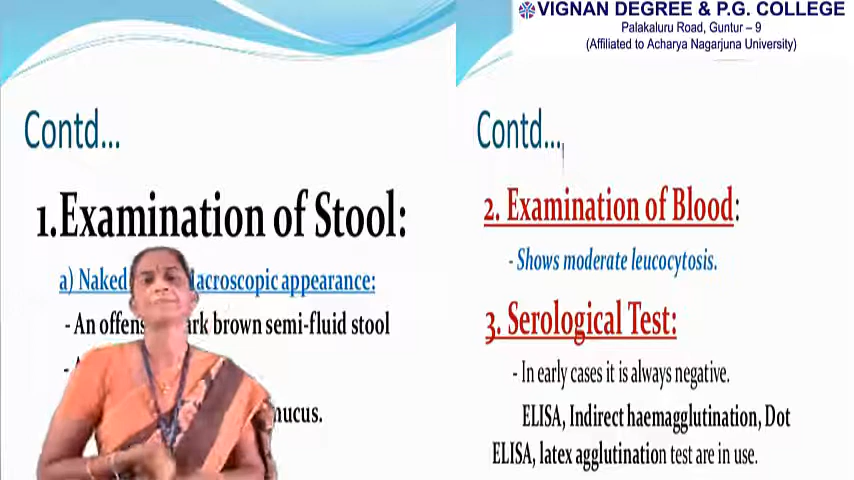 VIGNAN DEGREE & P.G. COLLEGE
Palakaluru Road, Guntur – 9
(Affiliated to Acharya Nagarjuna University)
Contd...
1.Examination of Stool:
a) Naked acroscopic appearance:
- An offens rk brown semi-fluid stool
-
mucus.
Contd...
2. Examination of Blood:
- Shows moderate leucocytosis.
3. Serological Test:
- In early cases it is always negative.
ELISA, Indirect haemagglutination, Dot
ELISA, latex agglutination test are in use.